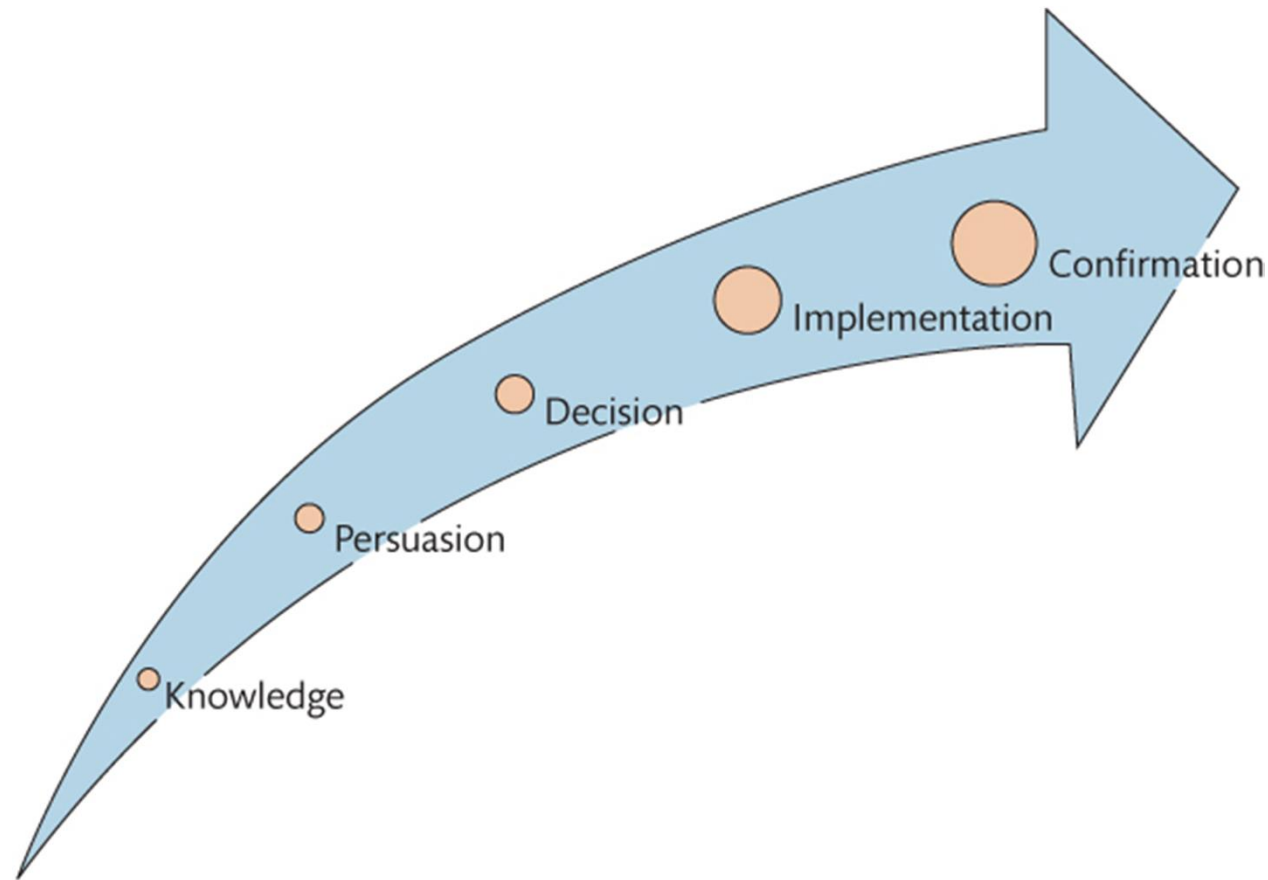 Confirmation
Implementation
Decision
Persuasion
Knowledge